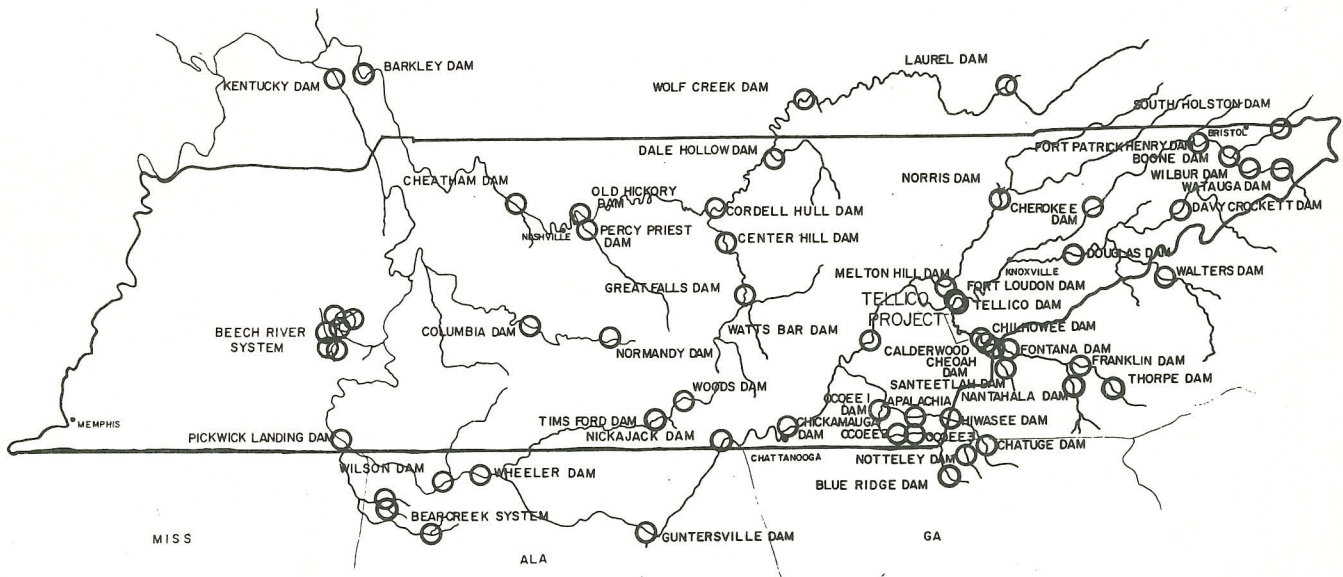 KENTUCKY DAM
BARKLEY DAM
WOLF CREEK DAM
LAUREL DAM
SOUTH HOLSTON DAM
BRISTOL
FORT PATRICK HENRY DAM
BOONE DAM
WILBUR DAM
WATAUGA DAM
DALE HOLLOW DAM
NORRIS DAM
CHEATHAM DAM
OLD HICKORY
DAM
CORDELL HULL DAM
CHEROKEE
DAM
DAVY CROCKETT DAM
NASHVILLE
PERCY PRIEST
DAM
CENTER HILL DAM
DOUGLAS DAM
KNOXVILLE
WALTERS DAM
MELTON HILL DAM
FORT LOUDON DAM
GREAT FALLS DAM
TELLICO
PROJECT
TELLICO DAM
BEECH RIVER
SYSTEM
COLUMBIA DAM
WATTS BAR DAM
CHILHOWEE DAM
NORMANDY DAM
CALDERWOOD
CHEOAH
DAM
FONTANA DAM
FRANKLIN DAM
SANTEETLAH DAM
THORPE DAM
NANTAHALA DAM
WOODS DAM
OCOEE 1
DAM
APALACHIA
MEMPHIS
TIMS FORD DAM
CHICKAMAUGA
DAM
HIWASEE DAM
PICKWICK LANDING DAM
NICKAJACK DAM
OCOEE 2
OCOEE 3
CHATUGE DAM
CHATTANOOGA
NOTTELEY DAM
WILSON DAM
WHEELER DAM
BLUE RIDGE DAM
BEAR CREEK SYSTEM
MISS
ALA
GUNTERSVILLE DAM
GA